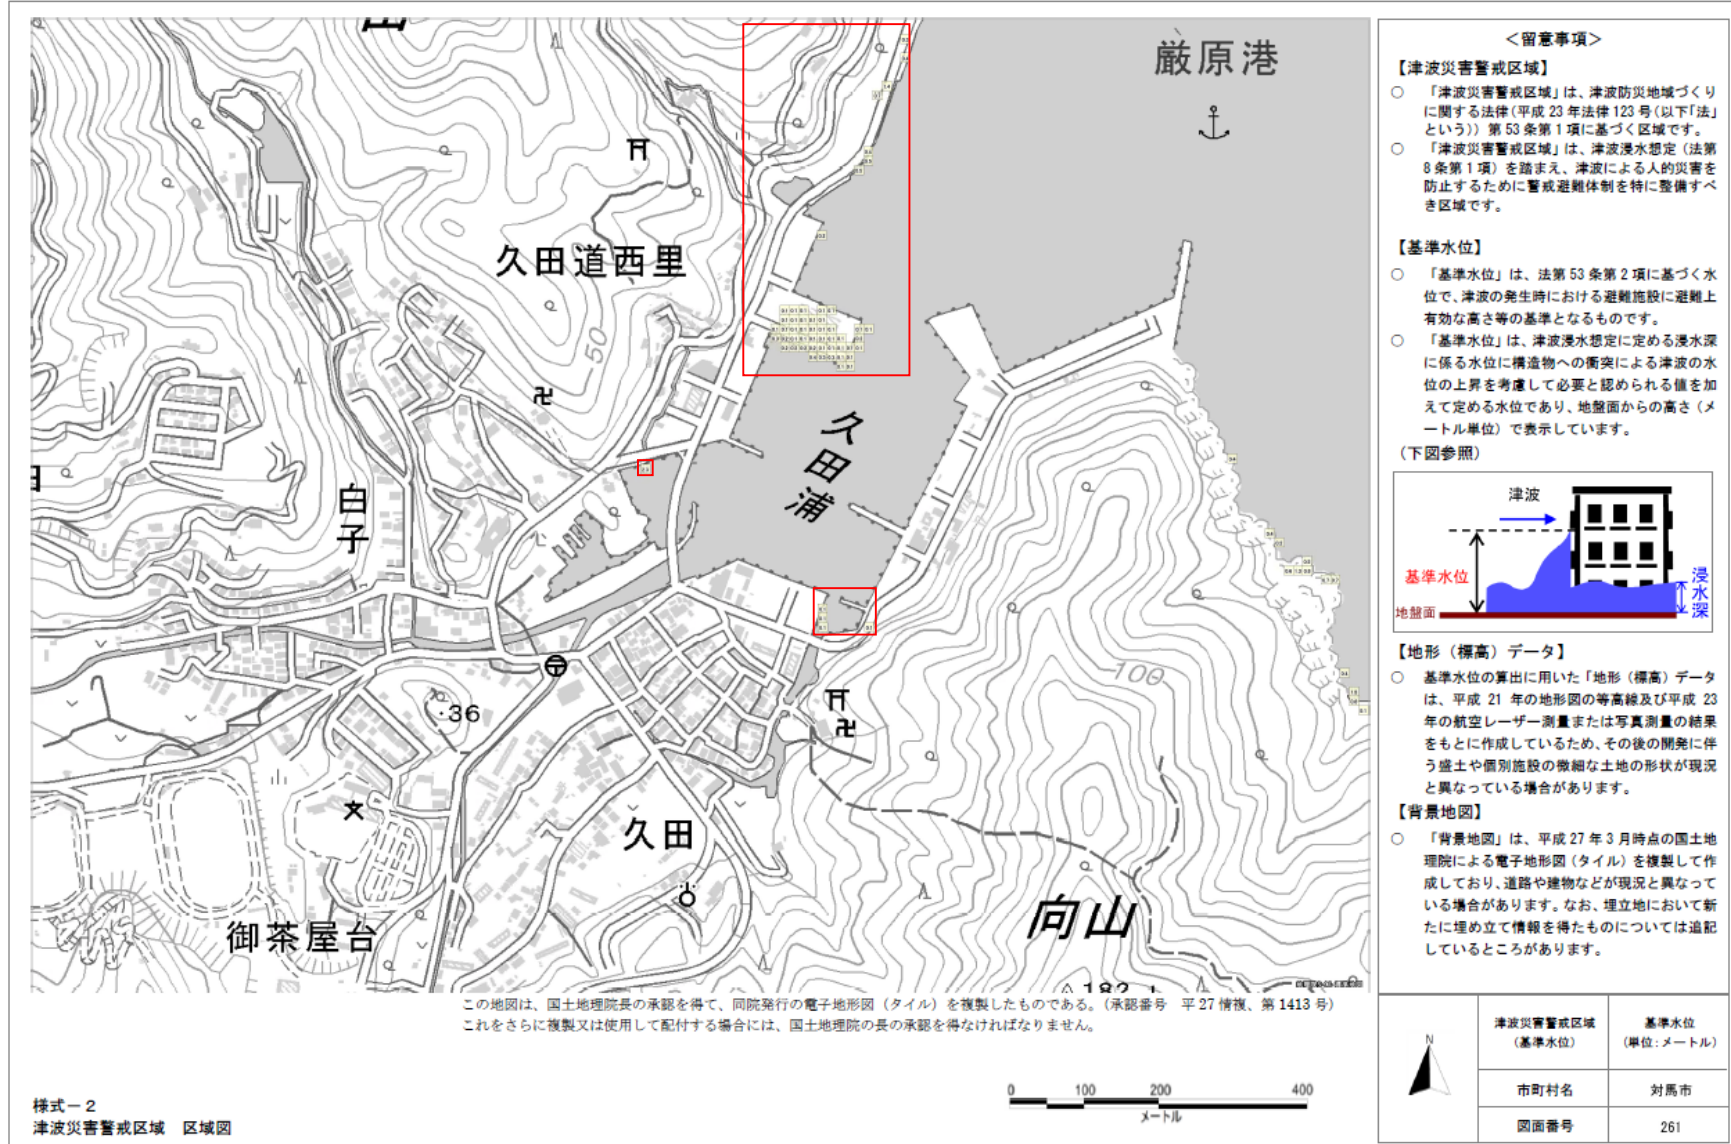 厳原港
久田道西里
50
久田浦
白子
100
36
久田
御茶屋台
向山
182
この地図は、国土地理院長の承認を得て、同院発行の電子地形図（タイル）を複製したものである。（承認番号　平27情複、第1413号）
これをさらに複製又は使用して配付する場合には、国土地理院の長の承認を得なければなりません。
様式－２
津波災害警戒区域　区域図
0 100 200 400
メートル
＜留意事項＞
【津波災害警戒区域】
○　「津波災害警戒区域」は、津波防災地域づくり
に関する法律（平成23年法律123号（以下「法」
という））第53条第1項に基づく区域です。
○　「津波災害警戒区域」は、津波浸水想定（法第
8条第1項）を踏まえ、津波による人的災害を
防止するために警戒避難体制を特に整備すべ
き区域です。
【基準水位】
○　「基準水位」は、法第53条第2項に基づく水
位で、津波の発生時における避難施設に避難上
有効な高さ等の基準となるものです。
○　「基準水位」は、津波浸水想定に定める浸水深
に係る水位に構造物への衝突による津波の水
位の上昇を考慮して必要と認められる値を加
えて定める水位であり、地盤面からの高さ（メ
ートル単位）で表示しています。
（下図参照）
津波
基準水位
浸水深
地盤面
【地形（標高）データ】
○　基準水位の算出に用いた「地形（標高）データ
は、平成21年の地形図の等高線及び平成23
年の航空レーザー測量または写真測量の結果
をもとに作成しているため、その後の開発に伴
う盛土や個別施設の微細な土地の形状が現況
と異なっている場合があります。
【背景地図】
○　「背景地図」は、平成27年3月時点の国土地
理院による電子地形図（タイル）を複製して作
成しており、道路や建物などが現況と異なって
いる場合があります。なお、埋立地において新
たに埋め立て情報を得たものについては追記
しているところがあります。
N
津波災害警戒区域
（基準水位）
基準水位
（単位：メートル）
市町村名
対馬市
図面番号
261